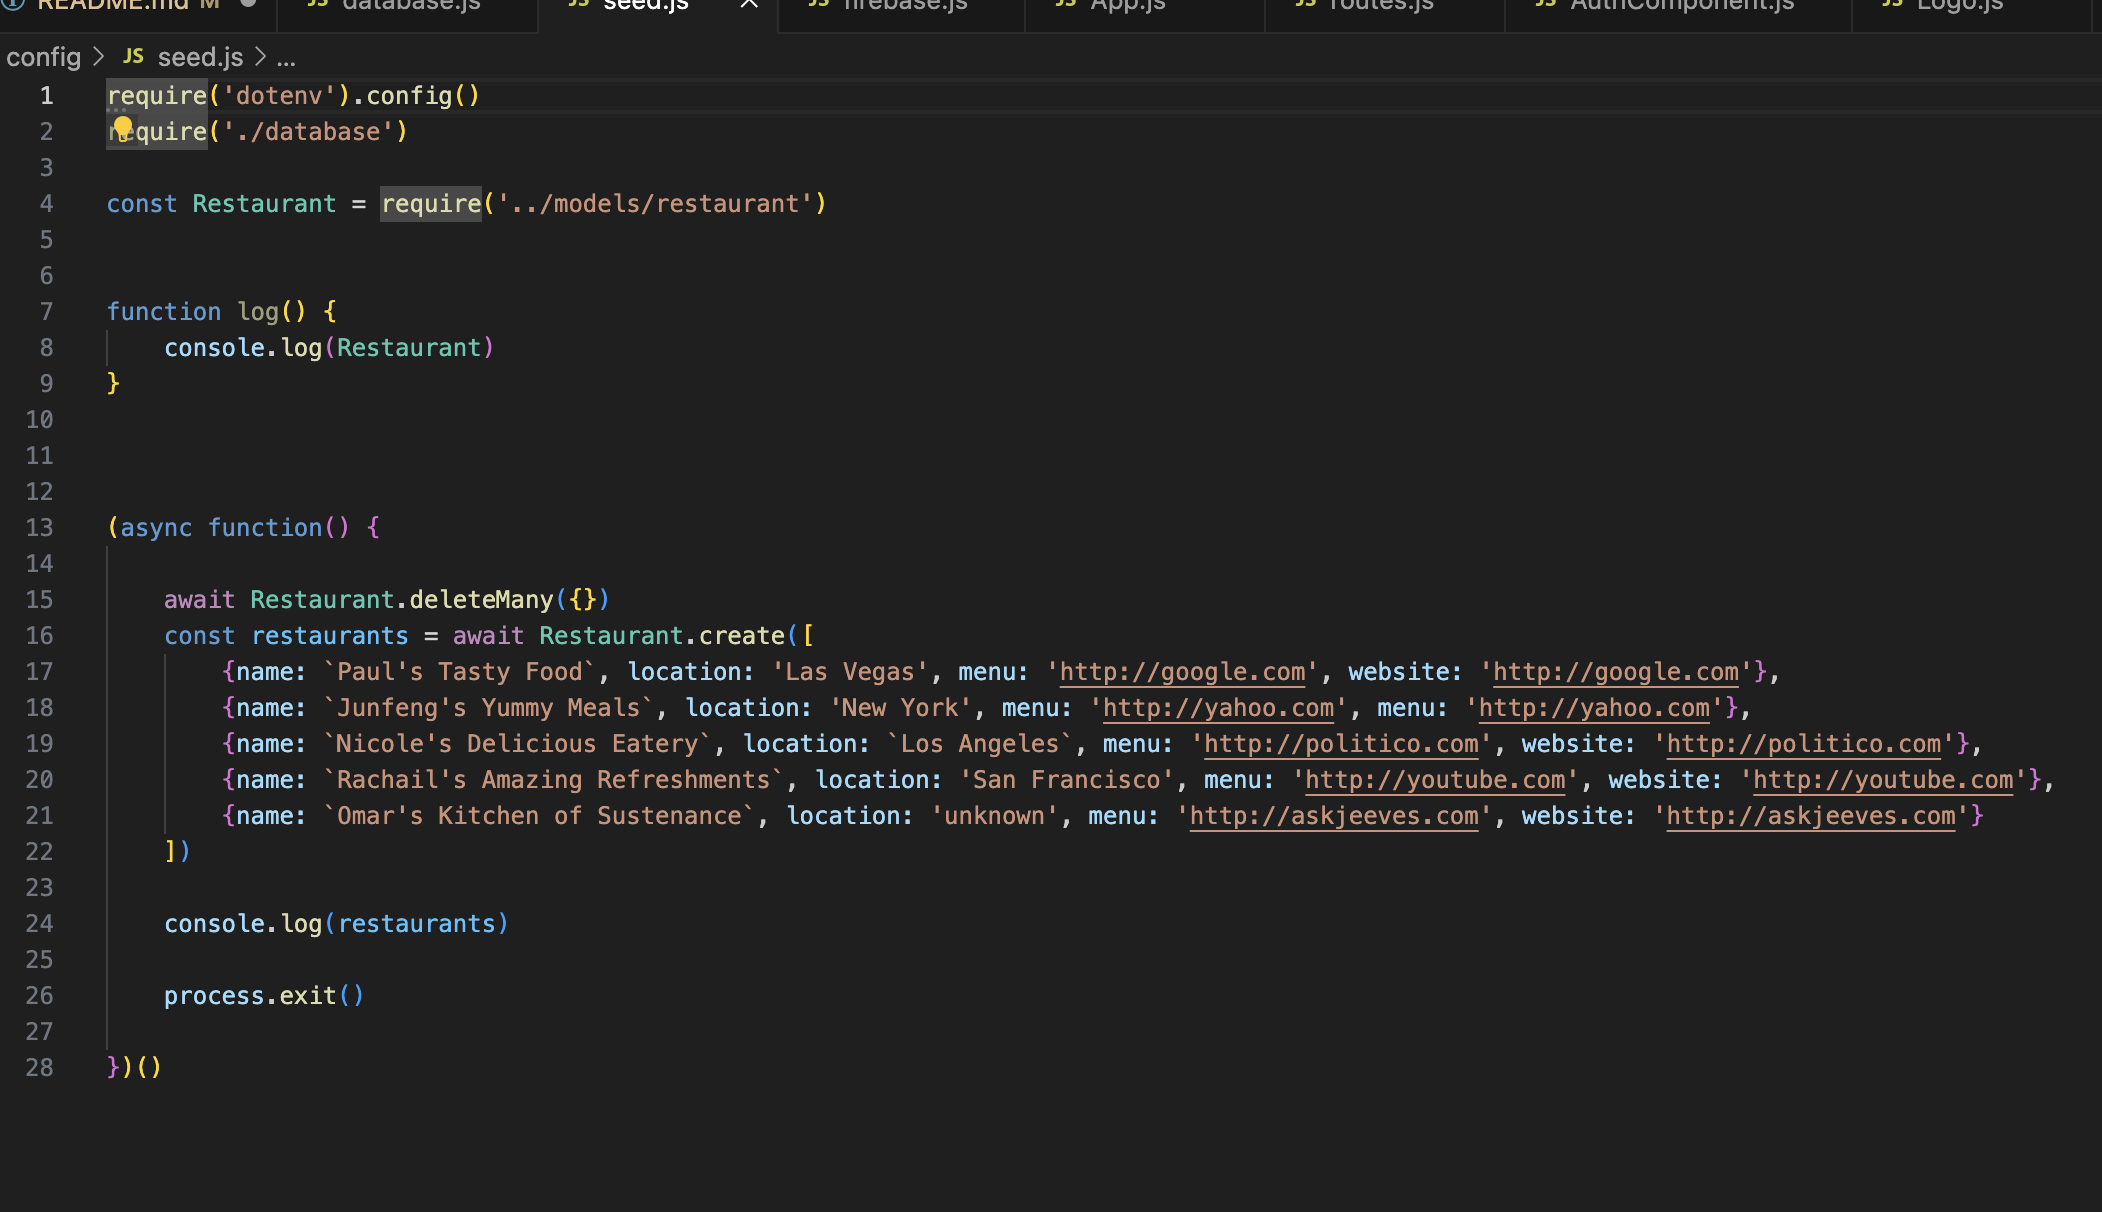 README.md M
JS database.js
JS seed.js
JS firebase.js
JS App.js
JS routes.js
JS AuthComponent.js
JS Logo.js
config > JS seed.js > ...
1 require('dotenv').config()
2 require('./database')
3
4 const Restaurant = require('../models/restaurant')
5
6
7 function log() {
8 console.log(Restaurant)
9 }
10
11
12
13 (async function() {
14
15 await Restaurant.deleteMany({})
16 const restaurants = await Restaurant.create([
17 {name: `Paul's Tasty Food`, location: 'Las Vegas', menu: 'http://google.com', website: 'http://google.com'},
18 {name: `Junfeng's Yummy Meals`, location: 'New York', menu: 'http://yahoo.com', menu: 'http://yahoo.com'},
19 {name: `Nicole's Delicious Eatery`, location: `Los Angeles`, menu: 'http://politico.com', website: 'http://politico.com'},
20 {name: `Rachail's Amazing Refreshments`, location: 'San Francisco', menu: 'http://youtube.com', website: 'http://youtube.com'},
21 {name: `Omar's Kitchen of Sustenance`, location: 'unknown', menu: 'http://askjeeves.com', website: 'http://askjeeves.com'}
22 ])
23
24 console.log(restaurants)
25
26 process.exit()
27
28 })()